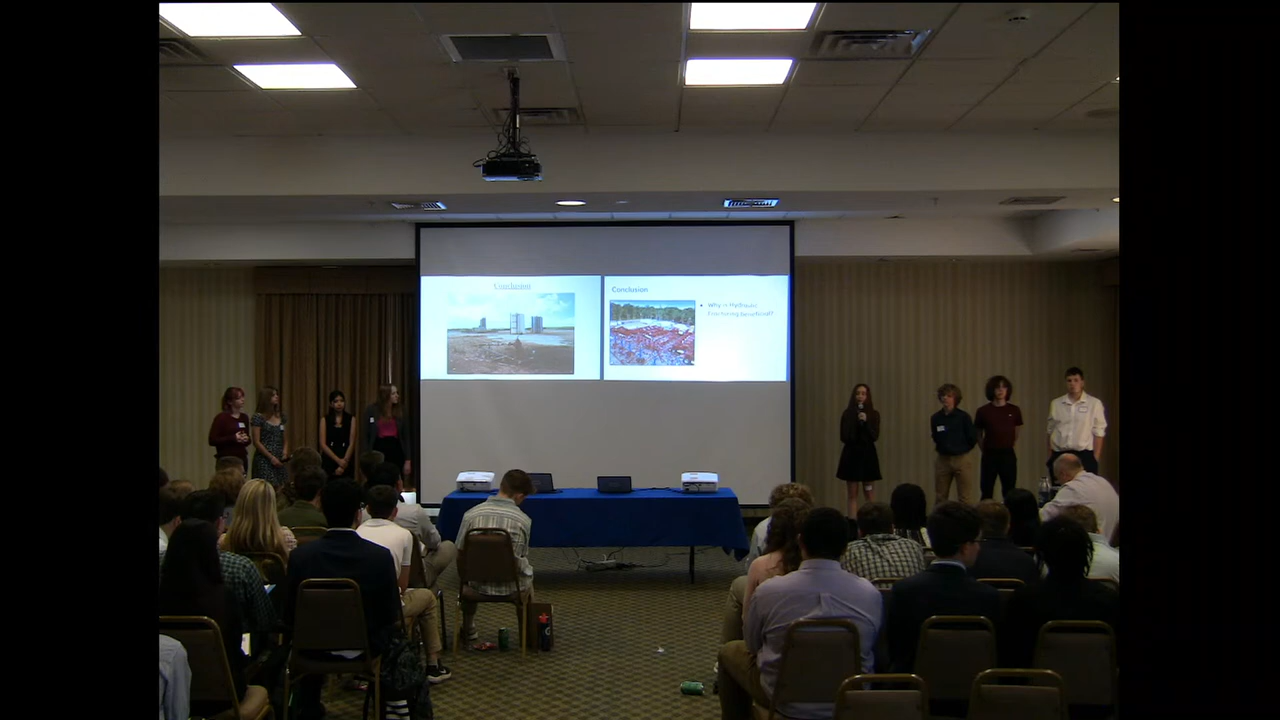 Conclusion
Conclusion
• Why is Hydraulic
Fracturing beneficial?